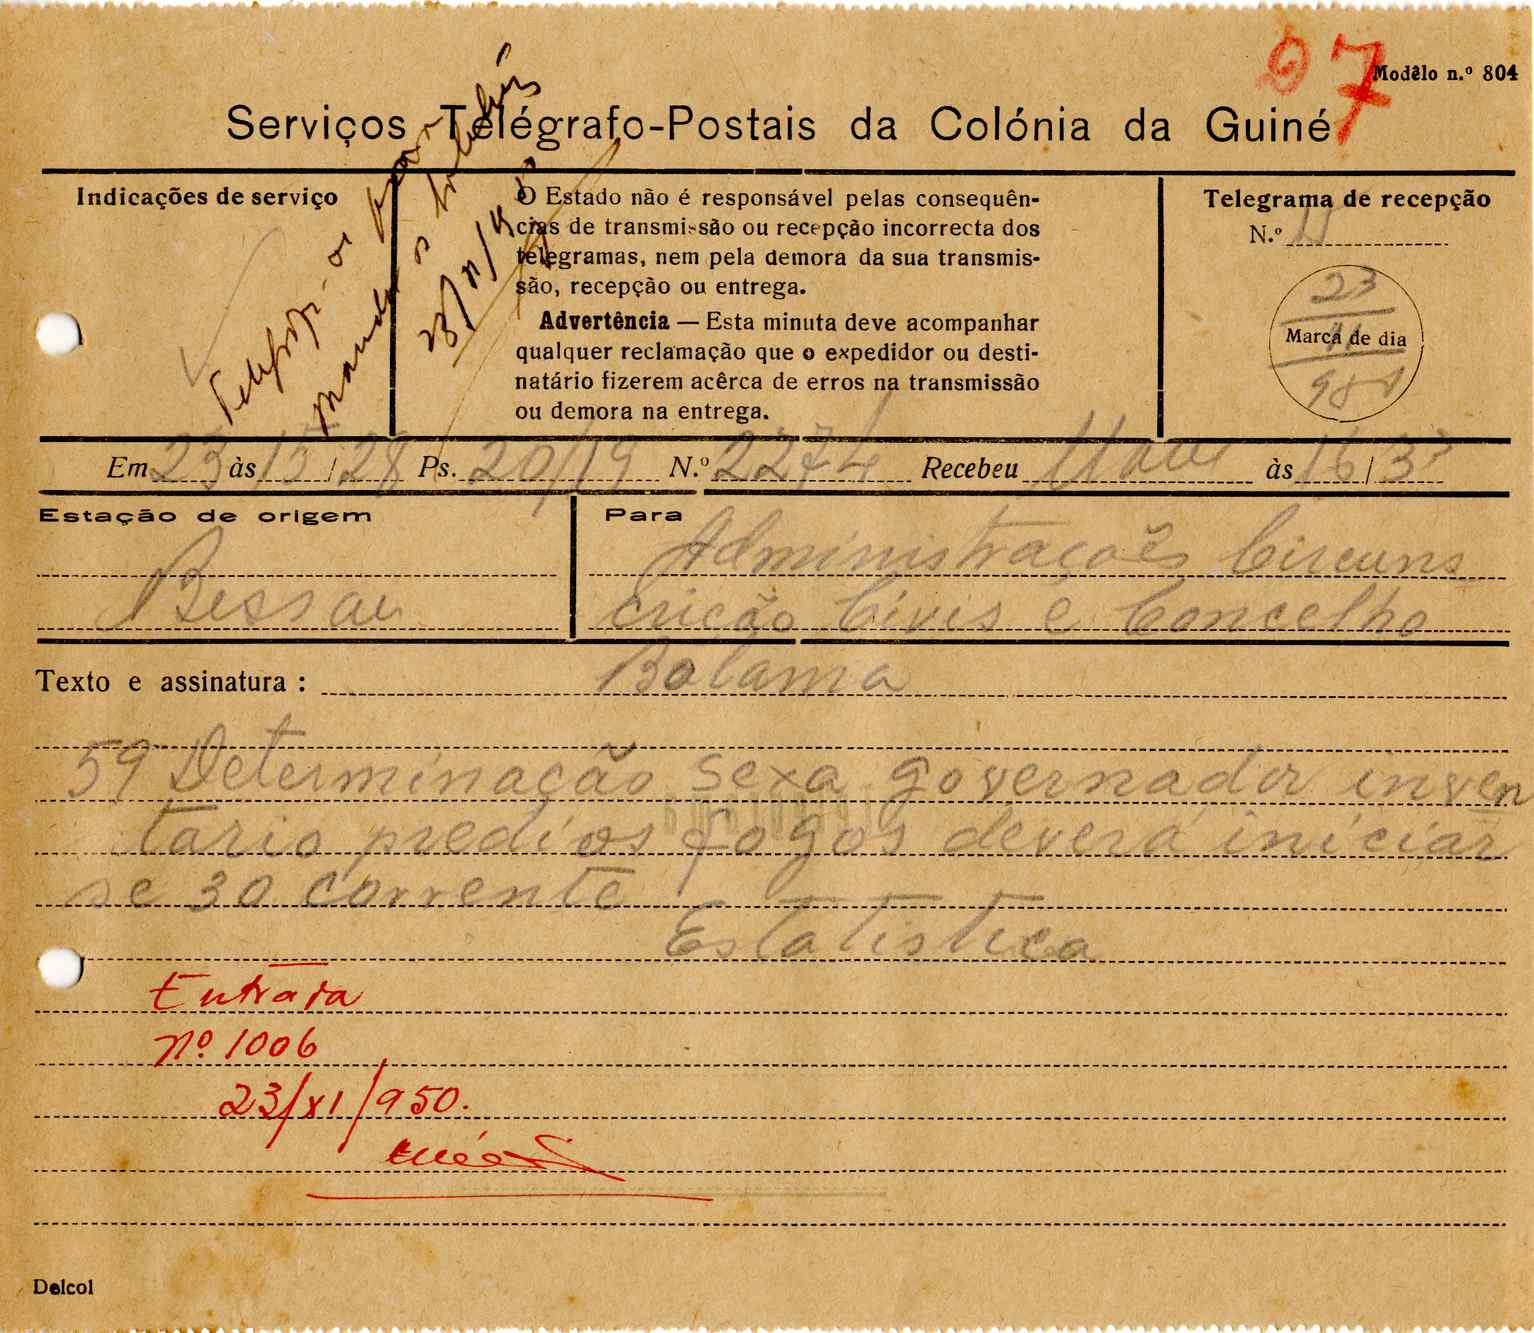 97
Modêlo n.º 804
Serviços Telégrafo-Postais da Colónia da Guiné
Indicações de serviço
O Estado não é responsável pelas consequên-
cias de transmissão ou recepção incorrecta dos
telegramas, nem pela demora da sua transmis-
são, recepção ou entrega.
Advertência — Esta minuta deve acompanhar
qualquer reclamação que o expedidor ou desti-
natário fizerem acêrca de erros na transmissão
ou demora na entrega.
Telegrama de recepção
N.º
23
Marca de dia
11
Em 23 às 15/28 Ps. 20/19 N.º 2274 Recebeu às 16/
Estação de origem
Bissau
Para
Administrações Circuns
crição Civis e Concelho
Texto e assinatura: Bolama
59 Determinação sexa governador inven
tario predios fogos deverá iniciar
se 30 corrente
Estatistica
Entrada
Nº 1006
23/XI/950.
Delcol